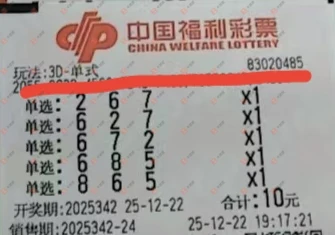 中国福利彩票
CHINA WELFARE LOTTERY
玩法:3D-单式 83020485
单选: 2 6 7 x1
单选: 6 2 7 x1
单选: 6 7 2 x1
单选: 6 8 5 x1
单选: 8 6 5 x1
开奖期:2025342 25-12-22 合计:10元
销售期:2025342-24 25-12-22 19:17:21